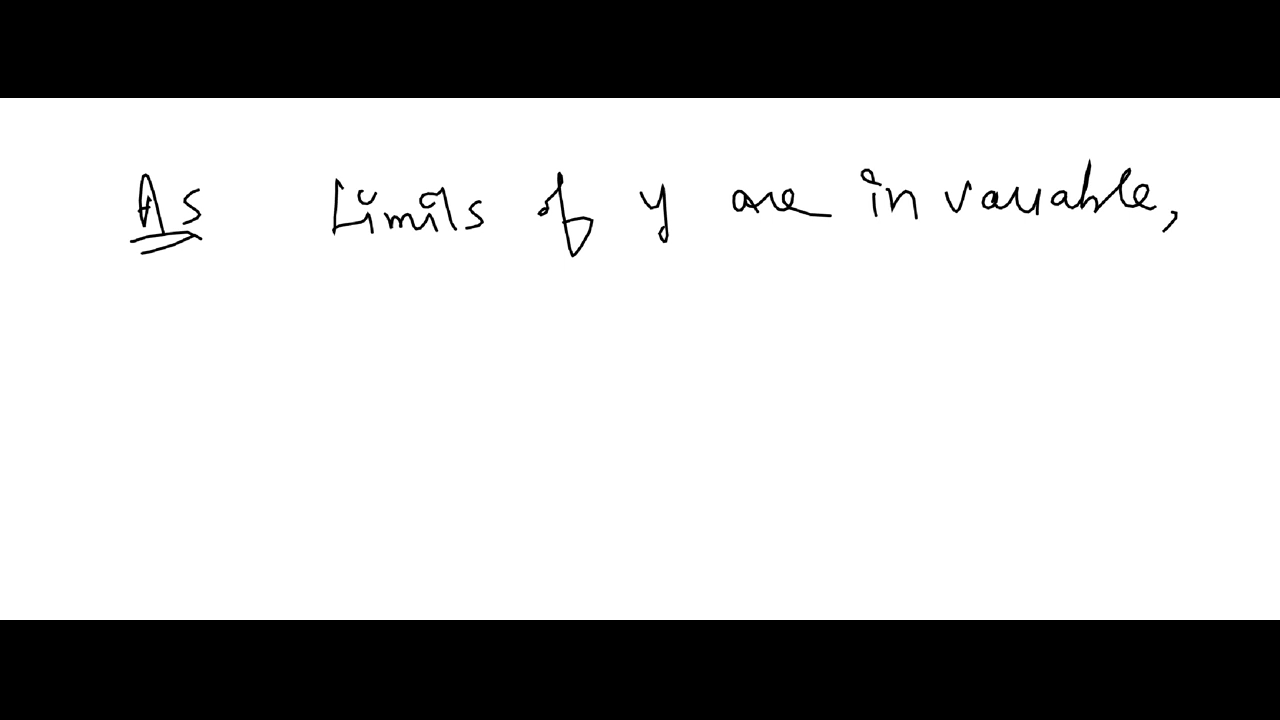 As Limits of y are in variable,